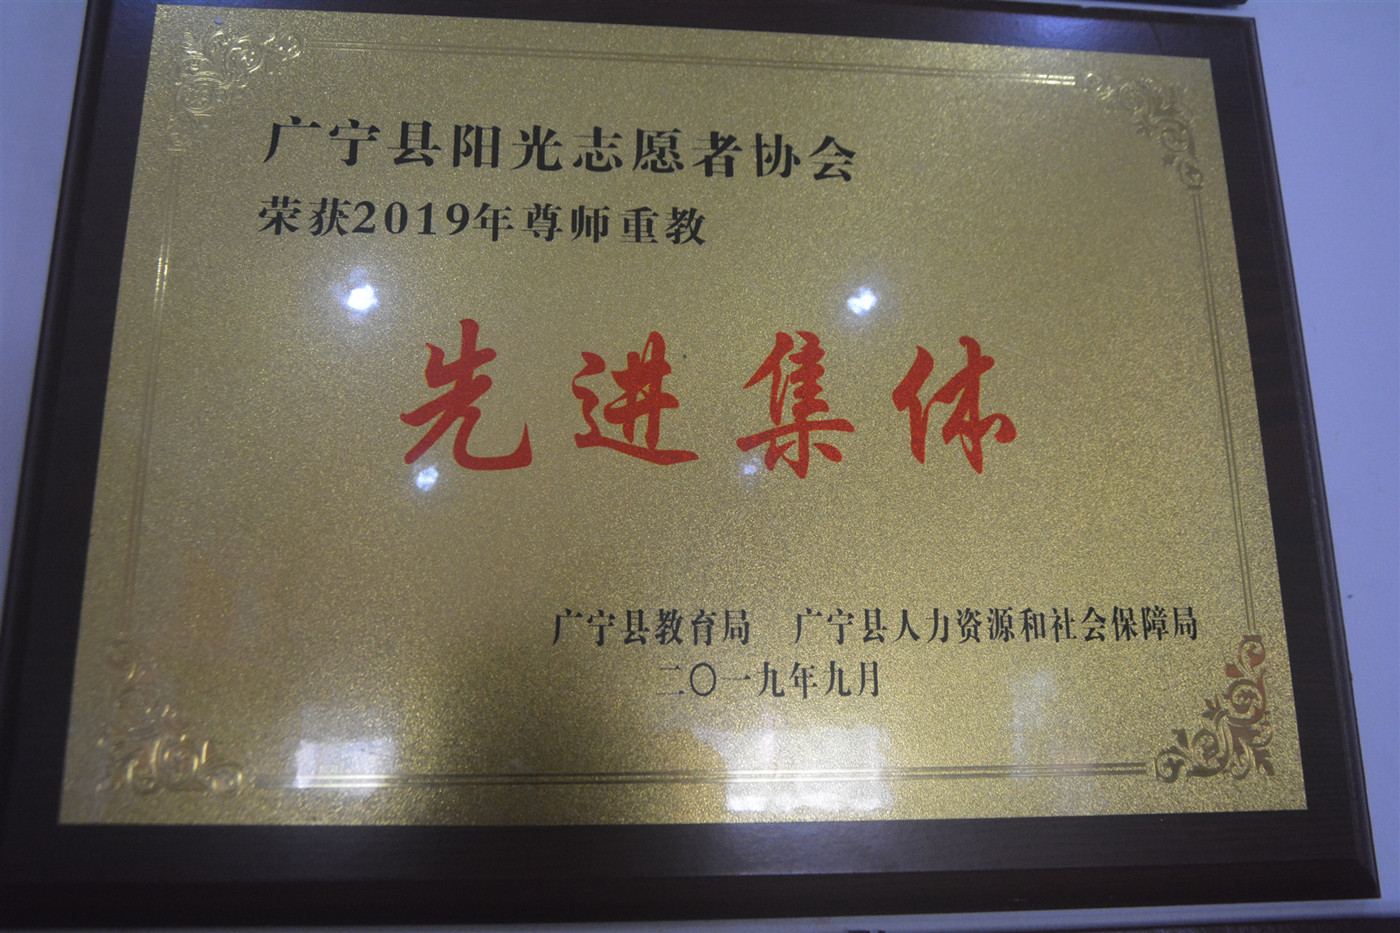 广宁县阳光志愿者协会
荣获2019年尊师重教
先进集体
广宁县教育局 广宁县人力资源和社会保障局
二〇一九年九月